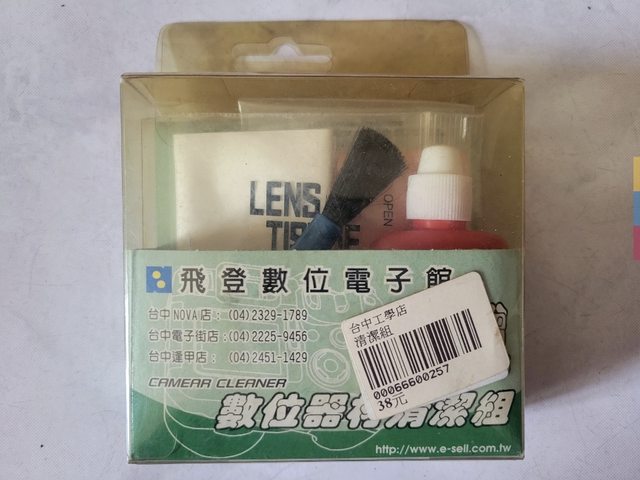 LENS
TISSUE
OPEN
飛登數位電子館
台中NOVA店：(04)2329-1789
台中電子街店：(04)2225-9456
台中逢甲店：(04)2451-1429
CAMEAR CLEANER
數位器材清潔組
http://www.e-sell.com.tw
台中工學店
清潔組
00066600257
38元